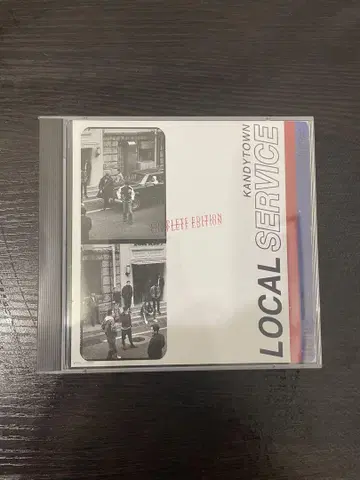 COMPLETE EDITION
KANDYTOWN
LOCAL SERVICE